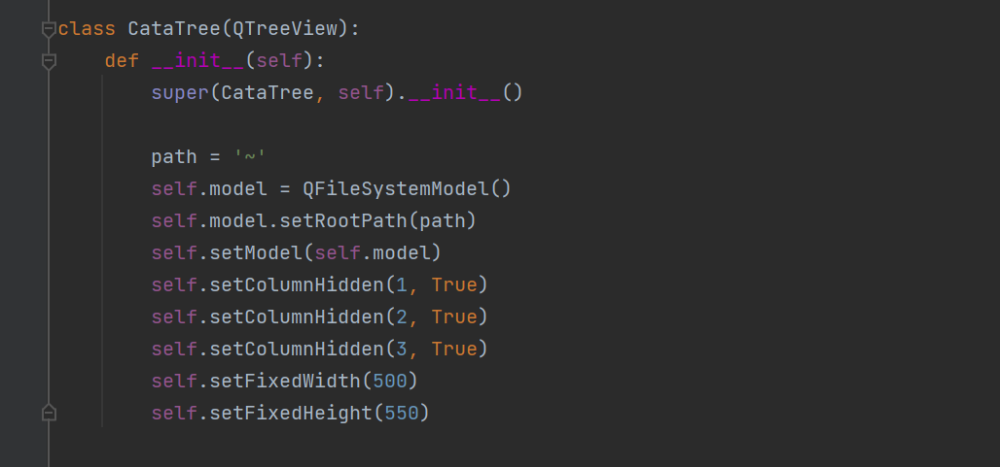 class CataTree(QTreeView):
    def __init__(self):
        super(CataTree, self).__init__()

        path = '~'
        self.model = QFileSystemModel()
        self.model.setRootPath(path)
        self.setModel(self.model)
        self.setColumnHidden(1, True)
        self.setColumnHidden(2, True)
        self.setColumnHidden(3, True)
        self.setFixedWidth(500)
        self.setFixedHeight(550)